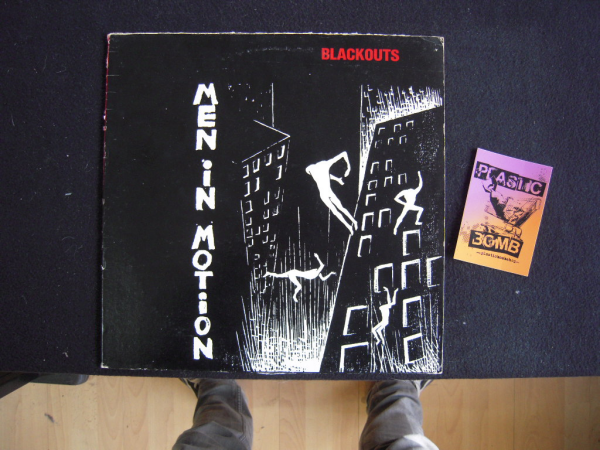 BLACKOUTS
MEN IN MOTION
PLASTIC
BOMB